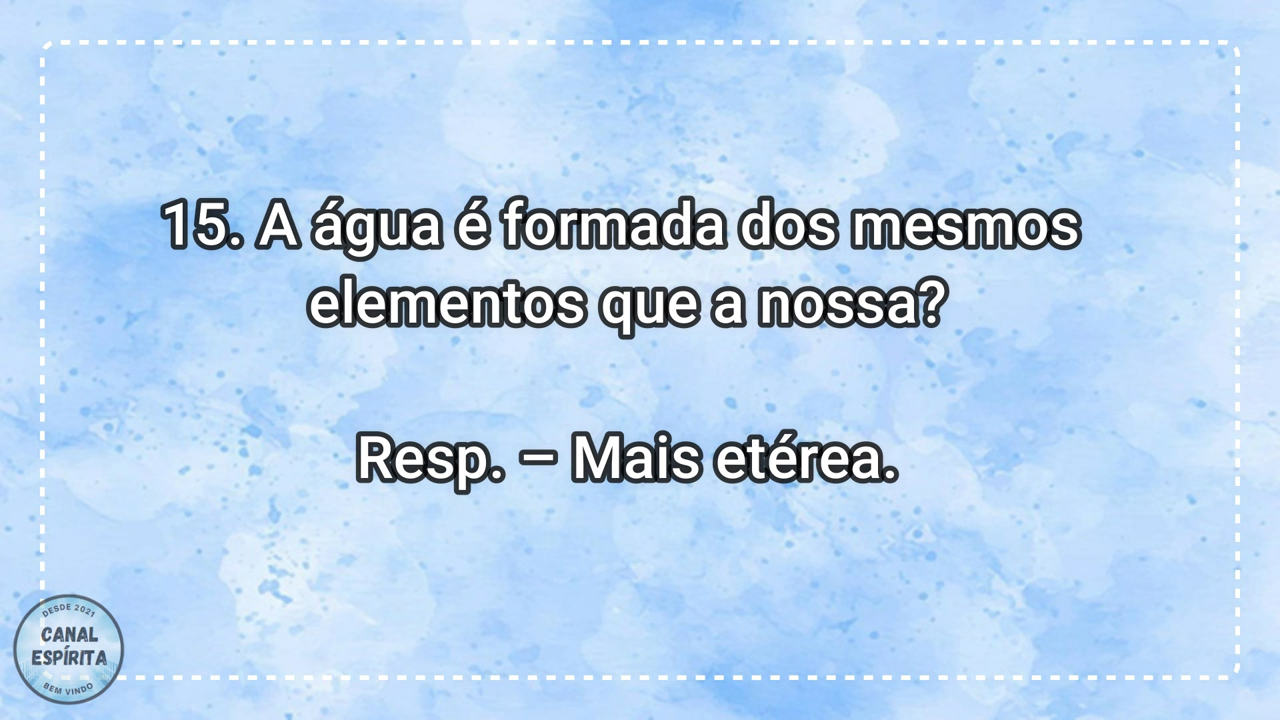 15. A água é formada dos mesmos
elementos que a nossa?
Resp. – Mais etérea.
DESDE 2021
CANAL
ESPÍRITA
BEM VINDO